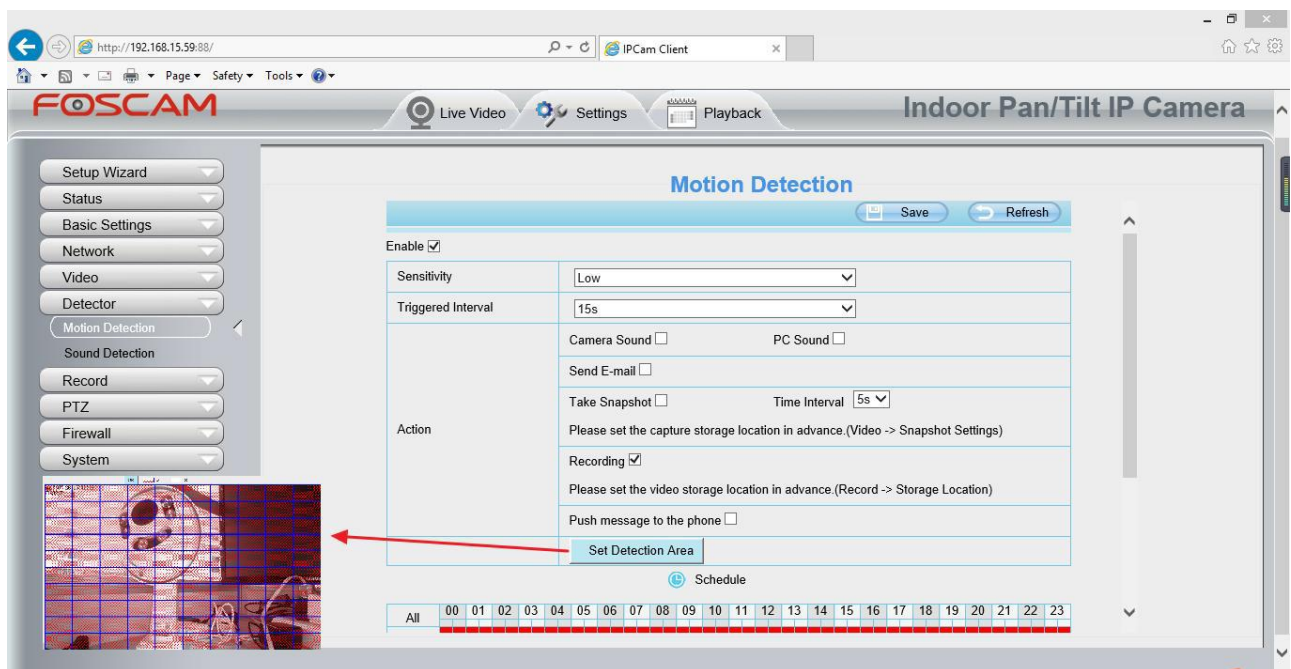 http://192.168.15.59:88/
IPCam Client
Page Safety Tools
FOSCAM
Live Video Settings Playback
Indoor Pan/Tilt IP Camera
Setup Wizard
Status
Basic Settings
Network
Video
Detector
Motion Detection
Sound Detection
Record
PTZ
Firewall
System
Motion Detection
Save Refresh
Enable
Sensitivity Low
Triggered Interval 15s
Action
Camera Sound PC Sound
Send E-mail
Take Snapshot Time Interval 5s
Please set the capture storage location in advance.(Video -> Snapshot Settings)
Recording
Please set the video storage location in advance.(Record -> Storage Location)
Push message to the phone
Set Detection Area
Schedule
All 00 01 02 03 04 05 06 07 08 09 10 11 12 13 14 15 16 17 18 19 20 21 22 23